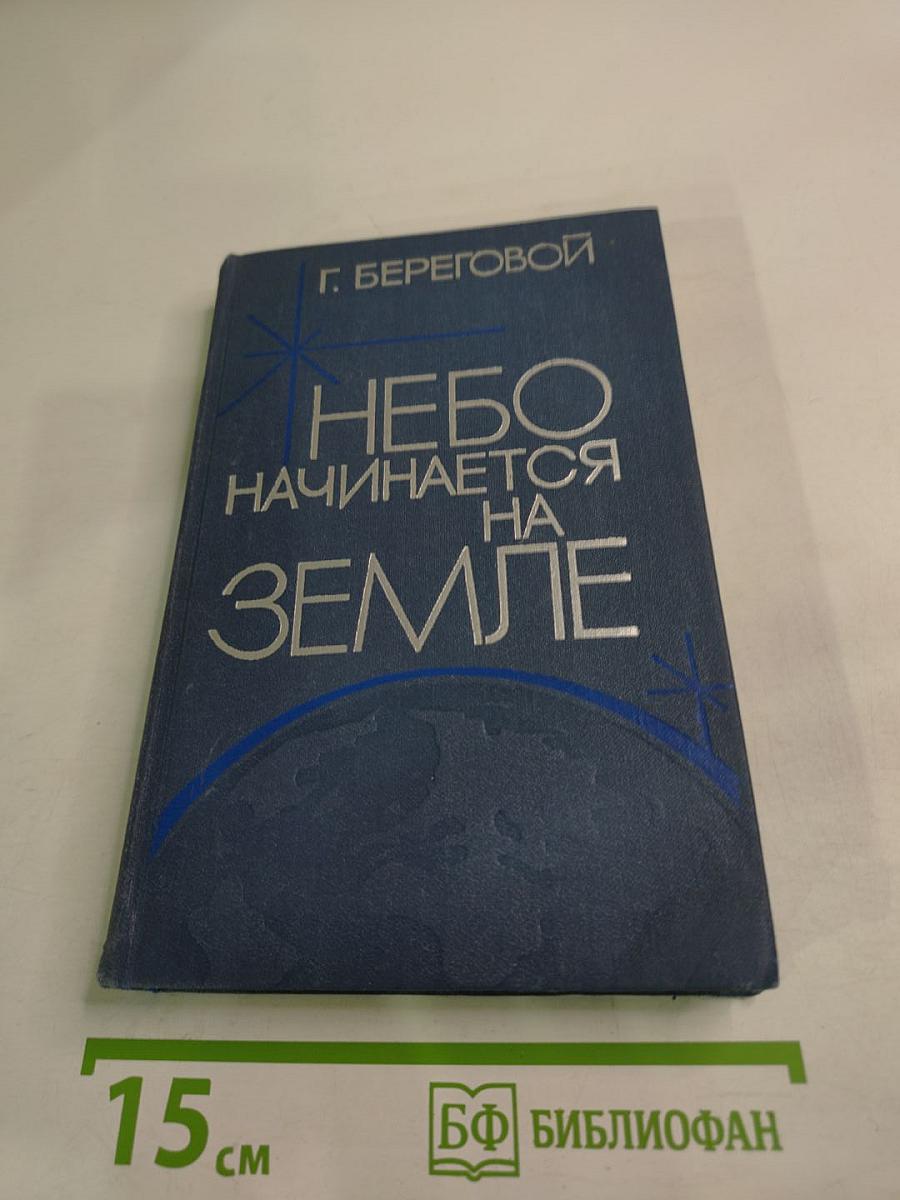 Г. БЕРЕГОВОЙ
НЕБО
НАЧИНАЕТСЯ
НА
ЗЕМЛЕ
15 см
БФ БИБЛИОФАН